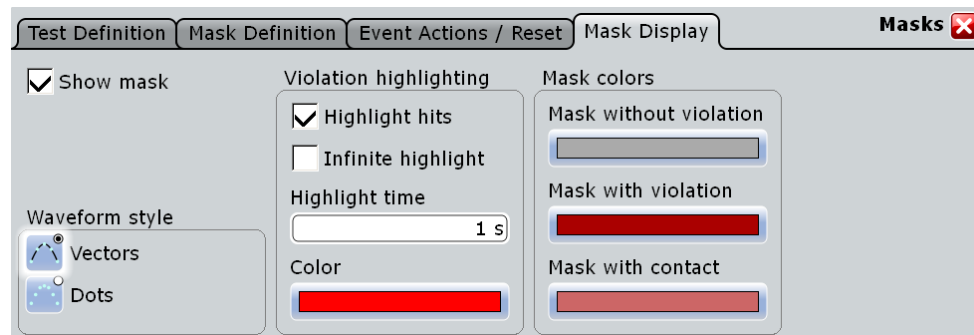 Test Definition
Mask Definition
Event Actions / Reset
Mask Display
Masks
Show mask
Waveform style
Vectors
Dots
Violation highlighting
Highlight hits
Infinite highlight
Highlight time
1 s
Color
Mask colors
Mask without violation
Mask with violation
Mask with contact